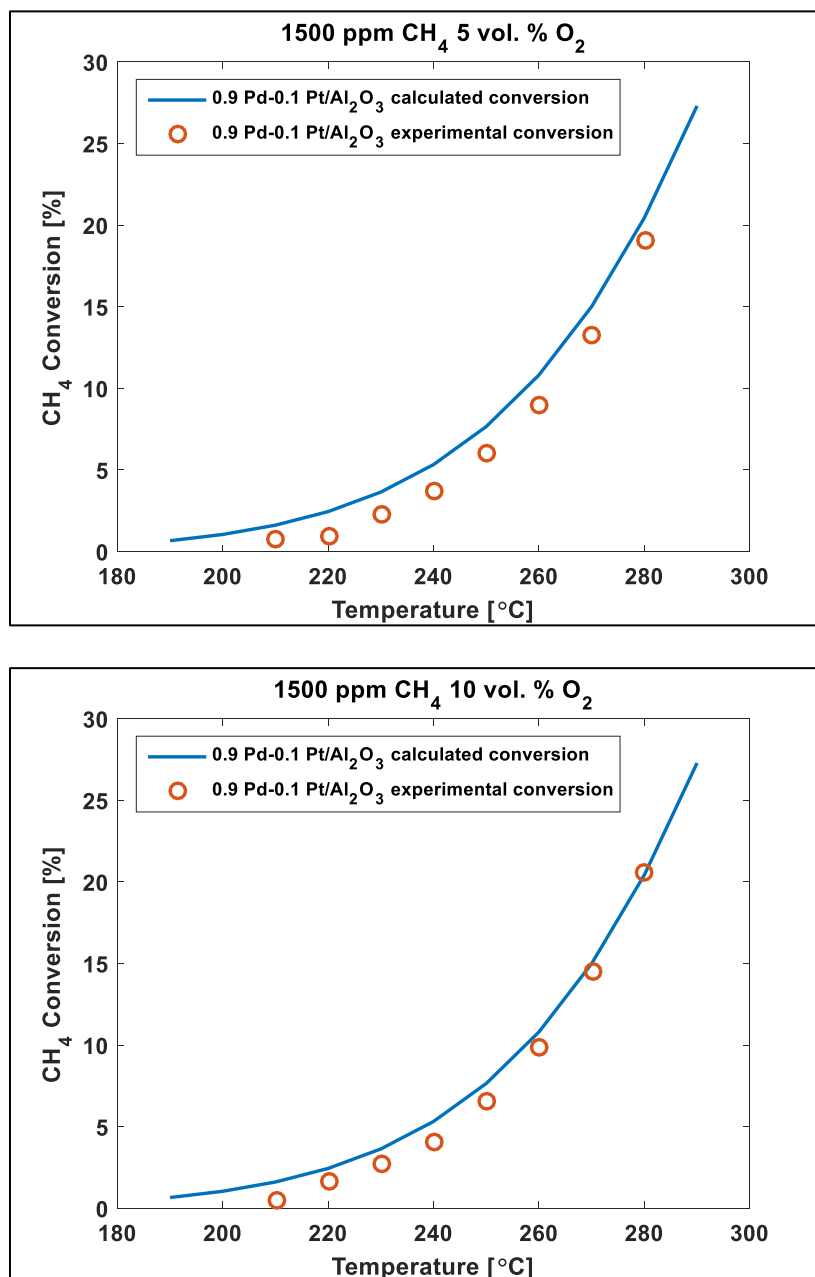 1500 ppm CH4 5 vol. % O2
30
25
20
15
10
5
0
CH4 Conversion [%]
0.9 Pd-0.1 Pt/Al2O3 calculated conversion
0.9 Pd-0.1 Pt/Al2O3 experimental conversion
180 200 220 240 260 280 300
Temperature [°C]
1500 ppm CH4 10 vol. % O2
30
25
20
15
10
5
0
CH4 Conversion [%]
0.9 Pd-0.1 Pt/Al2O3 calculated conversion
0.9 Pd-0.1 Pt/Al2O3 experimental conversion
180 200 220 240 260 280 300
Temperature [°C]